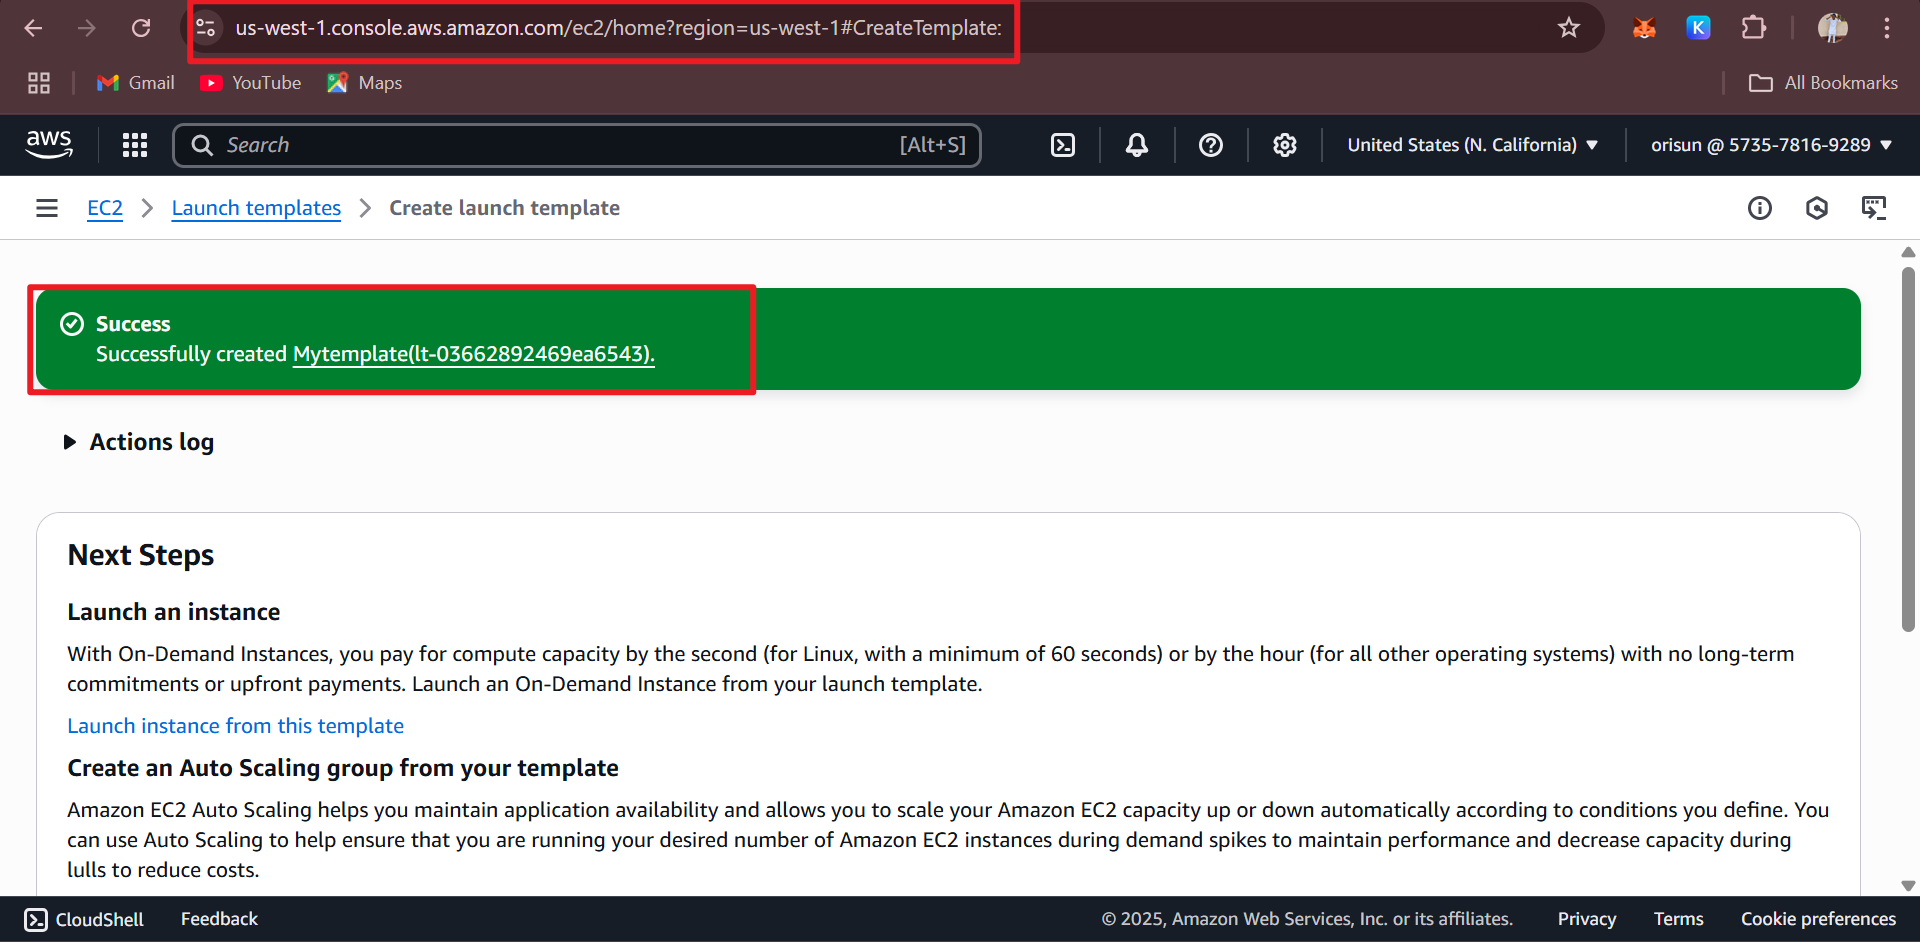 us-west-1.console.aws.amazon.com/ec2/home?region=us-west-1#CreateTemplate:
K
Gmail
YouTube
Maps
All Bookmarks
aws
Search
[Alt+S]
United States (N. California)
orisun @ 5735-7816-9289
EC2
Launch templates
Create launch template
Success
Successfully created Mytemplate(lt-03662892469ea6543).
Actions log
Next Steps
Launch an instance
With On-Demand Instances, you pay for compute capacity by the second (for Linux, with a minimum of 60 seconds) or by the hour (for all other operating systems) with no long-term
commitments or upfront payments. Launch an On-Demand Instance from your launch template.
Launch instance from this template
Create an Auto Scaling group from your template
Amazon EC2 Auto Scaling helps you maintain application availability and allows you to scale your Amazon EC2 capacity up or down automatically according to conditions you define. You
can use Auto Scaling to help ensure that you are running your desired number of Amazon EC2 instances during demand spikes to maintain performance and decrease capacity during
lulls to reduce costs.
CloudShell
Feedback
© 2025, Amazon Web Services, Inc. or its affiliates.
Privacy
Terms
Cookie preferences